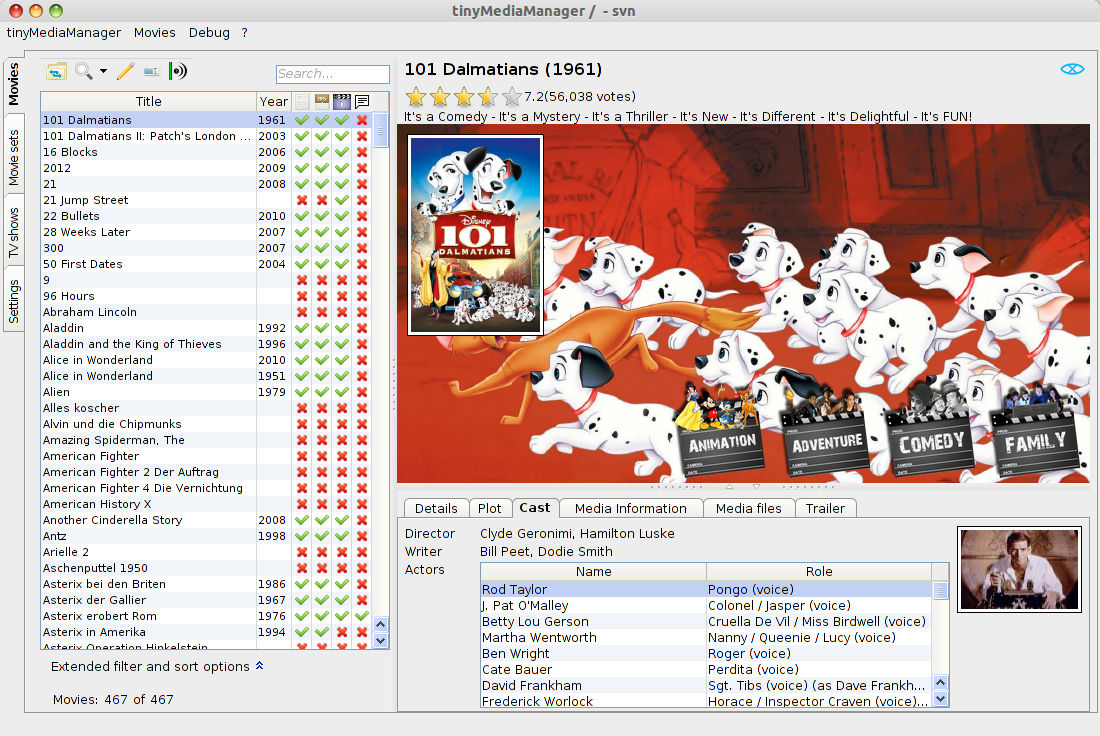 tinyMediaManager / - svn
tinyMediaManager Movies Debug ?
Movies
Movie sets
TV shows
Settings
Search...
Title Year
101 Dalmatians 1961
101 Dalmatians II: Patch's London ... 2003
16 Blocks 2006
2012 2009
21 2008
21 Jump Street
22 Bullets 2010
28 Weeks Later 2007
300 2007
50 First Dates 2004
9
96 Hours
Abraham Lincoln
Aladdin 1992
Aladdin and the King of Thieves 1996
Alice in Wonderland 2010
Alice in Wonderland 1951
Alien 1979
Alles koscher
Alvin und die Chipmunks
Amazing Spiderman, The
American Fighter
American Fighter 2 Der Auftrag
American Fighter 4 Die Vernichtung
American History X
Another Cinderella Story 2008
Antz 1998
Arielle 2
Aschenputtel 1950
Asterix bei den Briten 1986
Asterix der Gallier 1967
Asterix erobert Rom 1976
Asterix in Amerika 1994
Asterix Operation Hinkelstein
Extended filter and sort options
Movies: 467 of 467
101 Dalmatians (1961)
7.2(56,038 votes)
It's a Comedy - It's a Mystery - It's a Thriller - It's New - It's Different - It's Delightful - It's FUN!
Disney
101
DALMATIANS
ANIMATION
ADVENTURE
COMEDY
FAMILY
Details Plot Cast Media Information Media files Trailer
Director Clyde Geronimi, Hamilton Luske
Writer Bill Peet, Dodie Smith
Actors
Name Role
Rod Taylor Pongo (voice)
J. Pat O'Malley Colonel / Jasper (voice)
Betty Lou Gerson Cruella De Vil / Miss Birdwell (voice)
Martha Wentworth Nanny / Queenie / Lucy (voice)
Ben Wright Roger (voice)
Cate Bauer Perdita (voice)
David Frankham Sgt. Tibs (voice) (as Dave Frankh...
Frederick Worlock Horace / Inspector Craven (voice)...